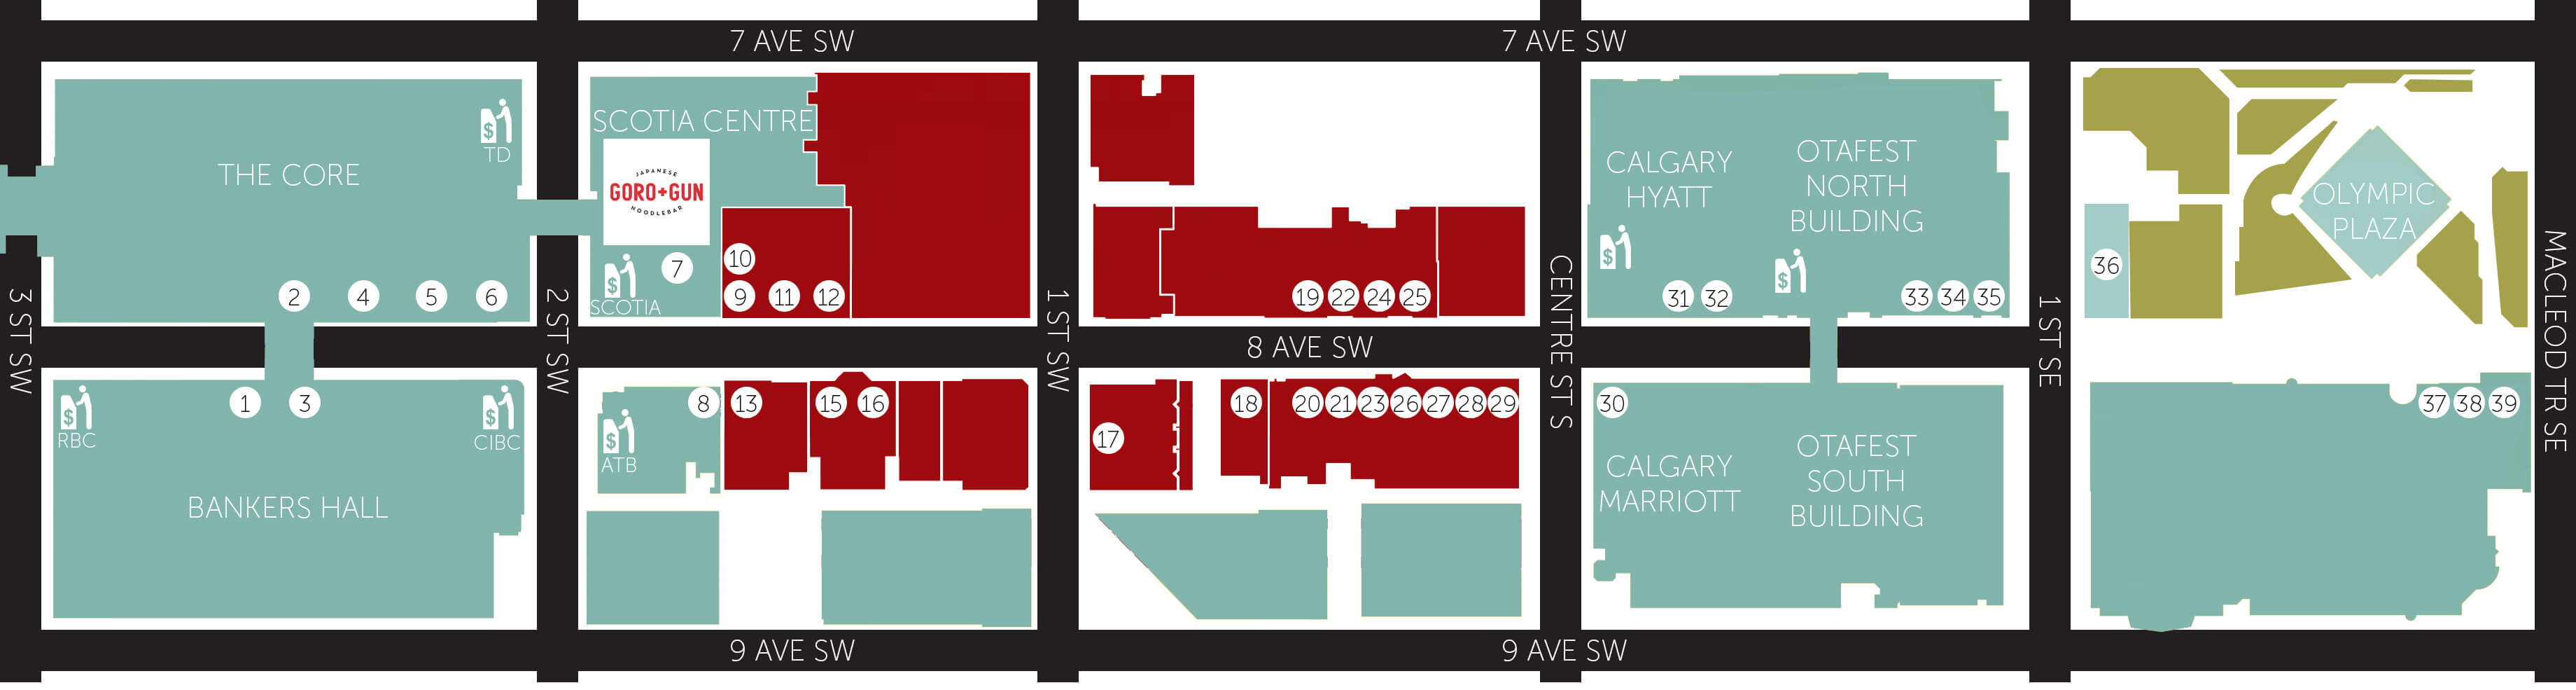 7 AVE SW
7 AVE SW
3 ST SW
THE CORE
$
TD
2
4
5
6
2 ST SW
SCOTIA CENTRE
JAPANESE
GORO+GUN
NOODLEBAR
$
SCOTIA
7
10
9
11
12
1 ST SW
19
22
24
25
CENTRE ST S
CALGARY
HYATT
$
31
32
OTAFEST
NORTH
BUILDING
$
33
34
35
1 ST SE
36
OLYMPIC
PLAZA
MACLEOD TR SE
8 AVE SW
$
RBC
1
3
$
CIBC
BANKERS HALL
$
ATB
8
13
15
16
17
18
20
21
23
26
27
28
29
30
CALGARY
MARRIOTT
OTAFEST
SOUTH
BUILDING
37
38
39
9 AVE SW
9 AVE SW